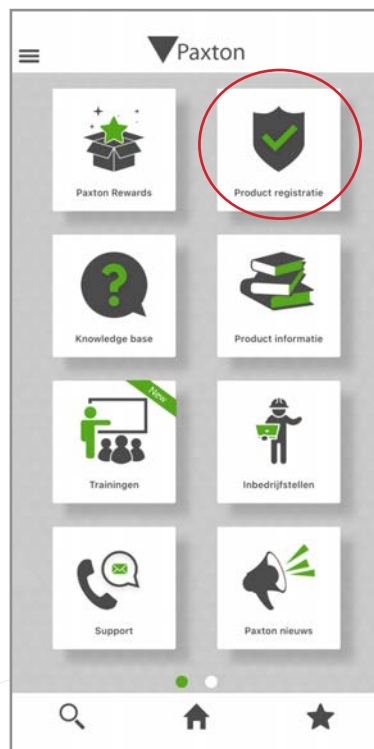 Paxton
Paxton Rewards
Product registratie
Knowledge base
Product informatie
New
Trainingen
Inbedrijfstellen
Support
Paxton nieuws